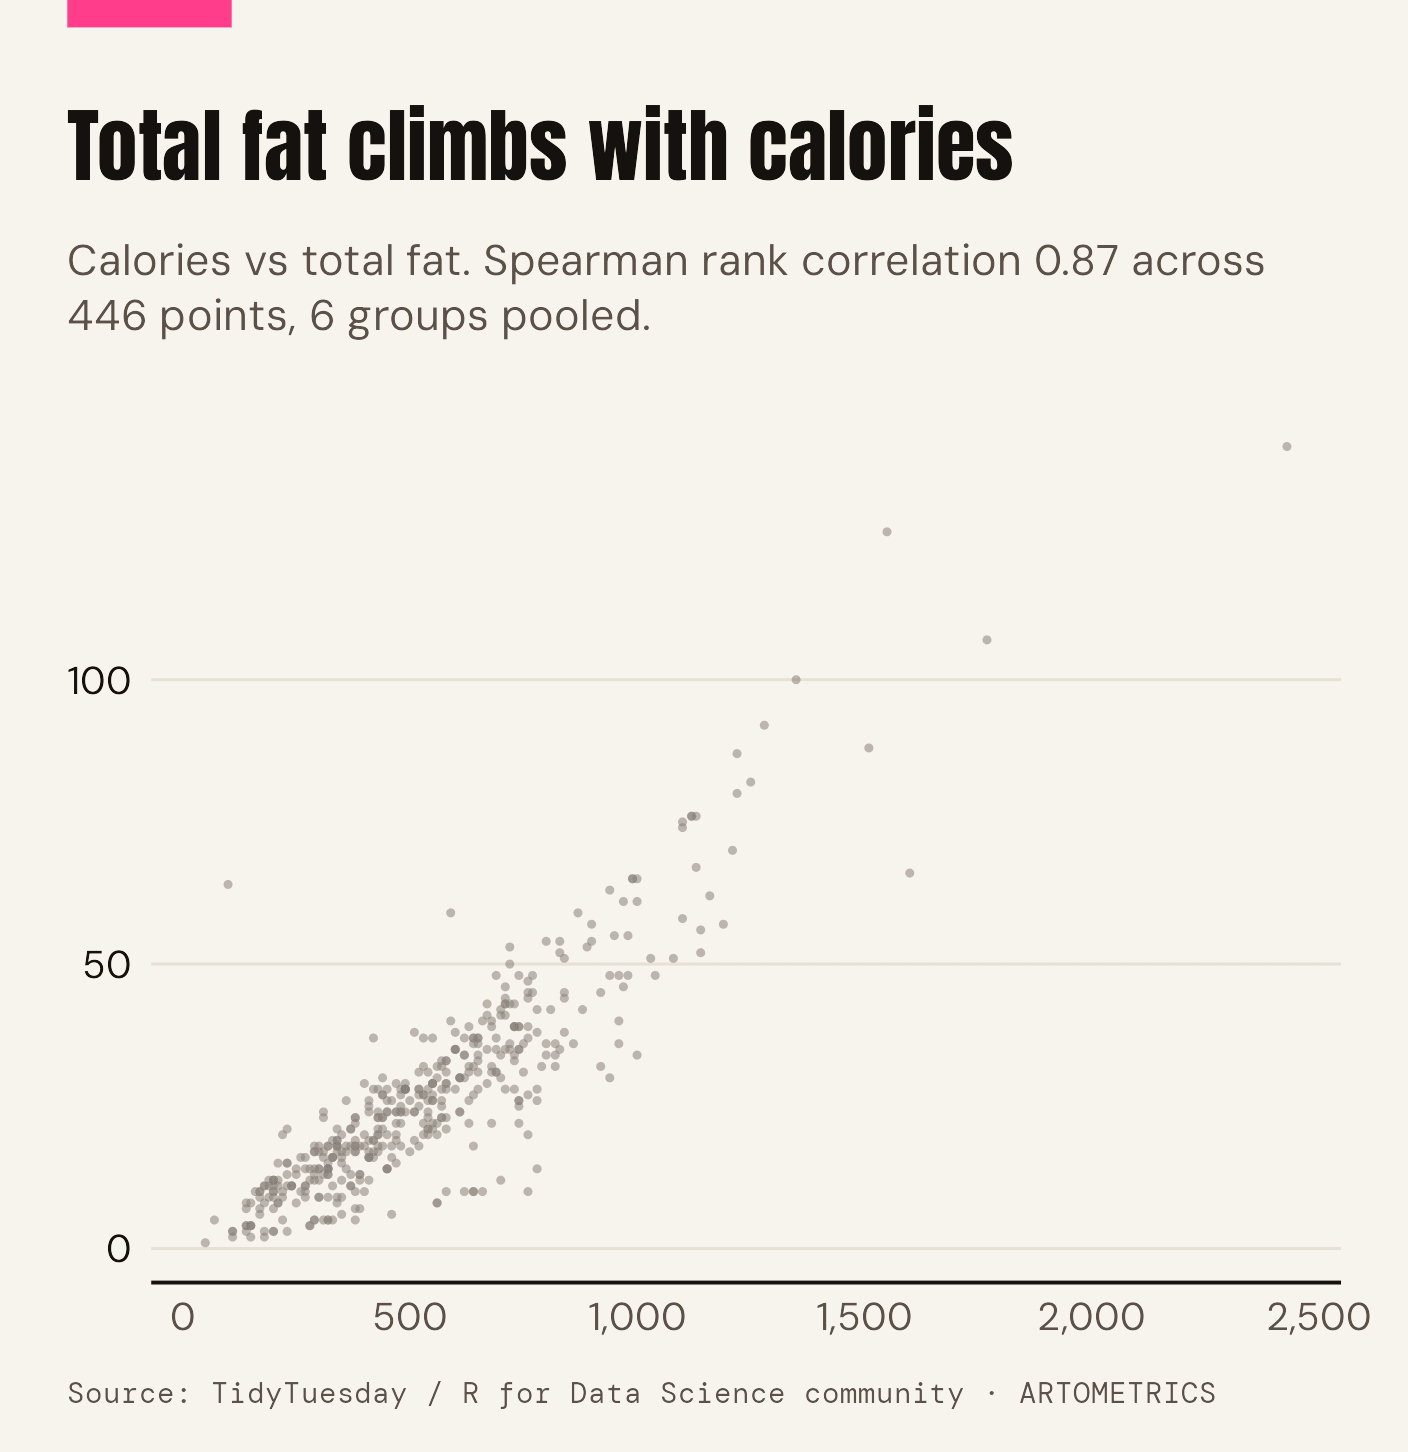 Total fat climbs with calories
Calories vs total fat. Spearman rank correlation 0.87 across
446 points, 6 groups pooled.
100
50
0
0 500 1,000 1,500 2,000 2,500
Source: TidyTuesday / R for Data Science community · ARTOMETRICS